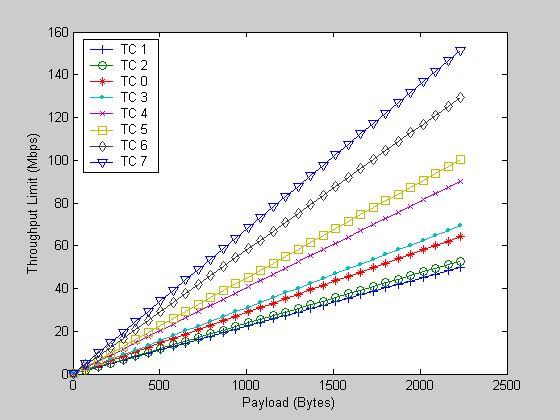 160
140
120
100
80
60
40
20
0
Throughput Limit (Mbps)
TC 1
TC 2
TC 0
TC 3
TC 4
TC 5
TC 6
TC 7
0 500 1000 1500 2000 2500
Payload (Bytes)